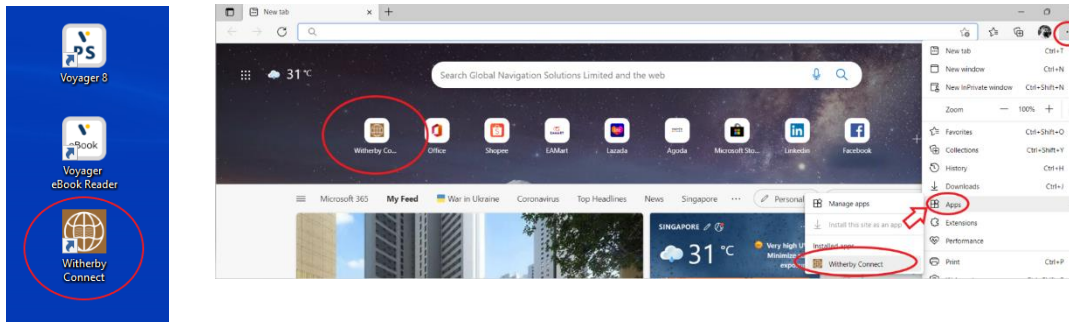 PS
Voyager 8
eBook
Voyager
eBook Reader
Witherby
Connect
New tab
31°C
Search Global Navigation Solutions Limited and the web
Witherby Co...
Office
Shopee
EAMart
Lazada
Agoda
Microsoft Sto...
Linkedin
Facebook
Microsoft 365
My Feed
War in Ukraine
Coronavirus
Top Headlines
News
Singapore
Personal
SINGAPORE
31 °C
Very high U
Minimize
Manage apps
Install this site as an app
Installed apps
Witherby Connect
New tab Ctrl+T
New window Ctrl+N
New InPrivate window Ctrl+Shift+N
Zoom — 100% +
Favorites Ctrl+Shift+O
Collections Ctrl+Shift+Y
History Ctrl+H
Downloads Ctrl+J
Apps
Extensions
Performance
Print Ctrl+P